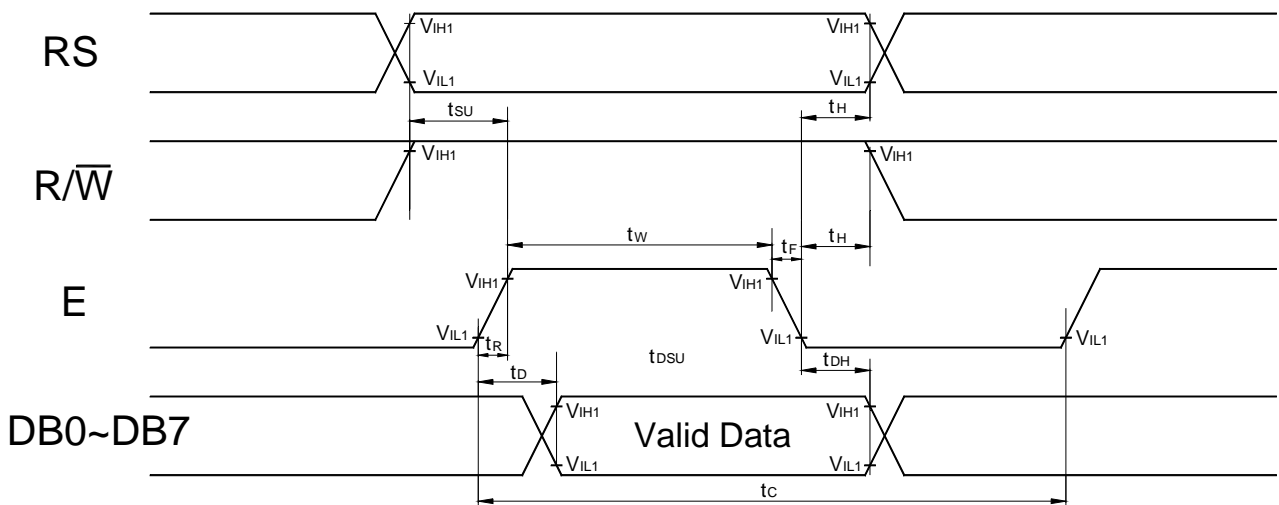 RS
VIH1
VIL1
VIH1
VIL1
tSU
tH
R/W̅
VIH1
VIH1
tW
tF
tH
E
VIH1
VIL1
VIH1
VIL1
VIL1
tR
tD
tDSU
tDH
DB0~DB7
VIH1
VIL1
Valid Data
VIH1
VIL1
tC